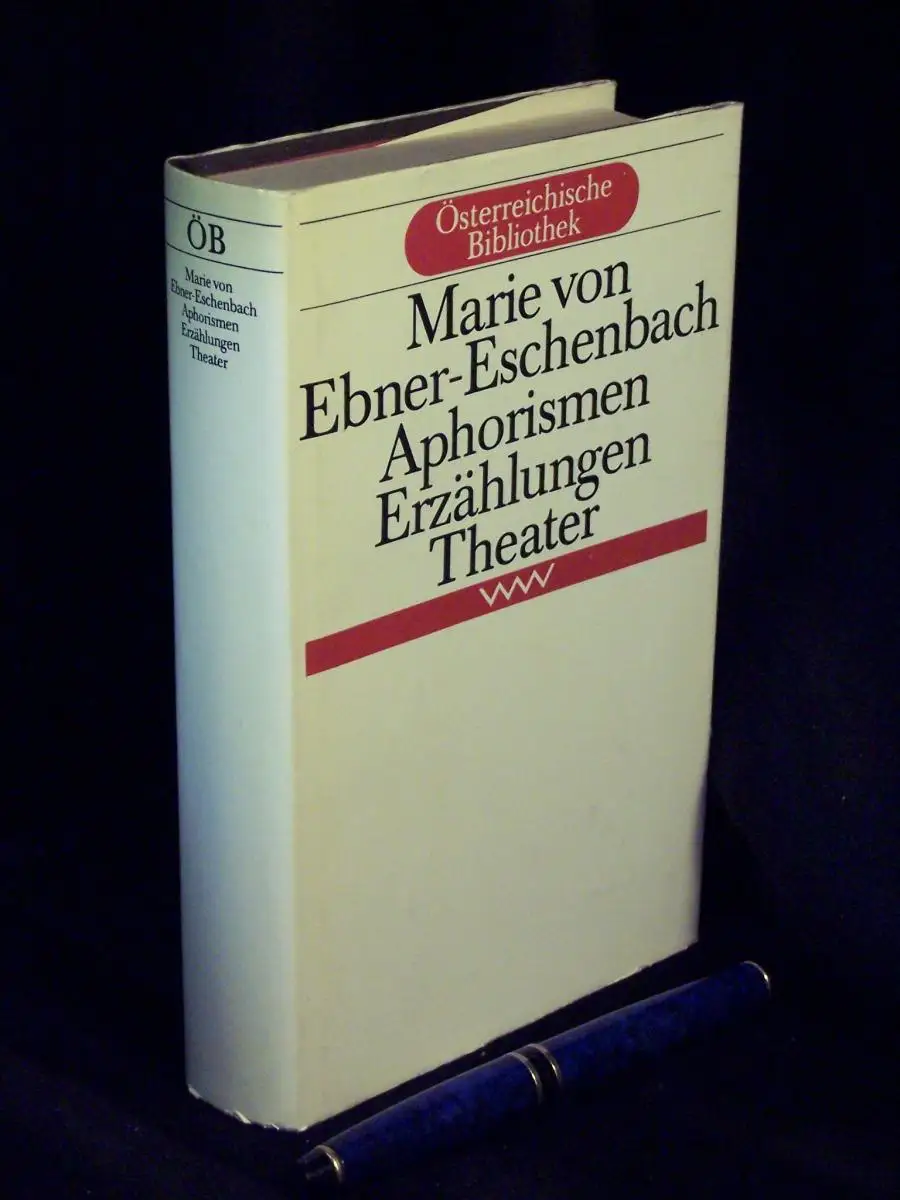 ÖB
Marie von
Ebner-Eschenbach
Aphorismen
Erzählungen
Theater
Österreichische
Bibliothek
Marie von
Ebner-Eschenbach
Aphorismen
Erzählungen
Theater